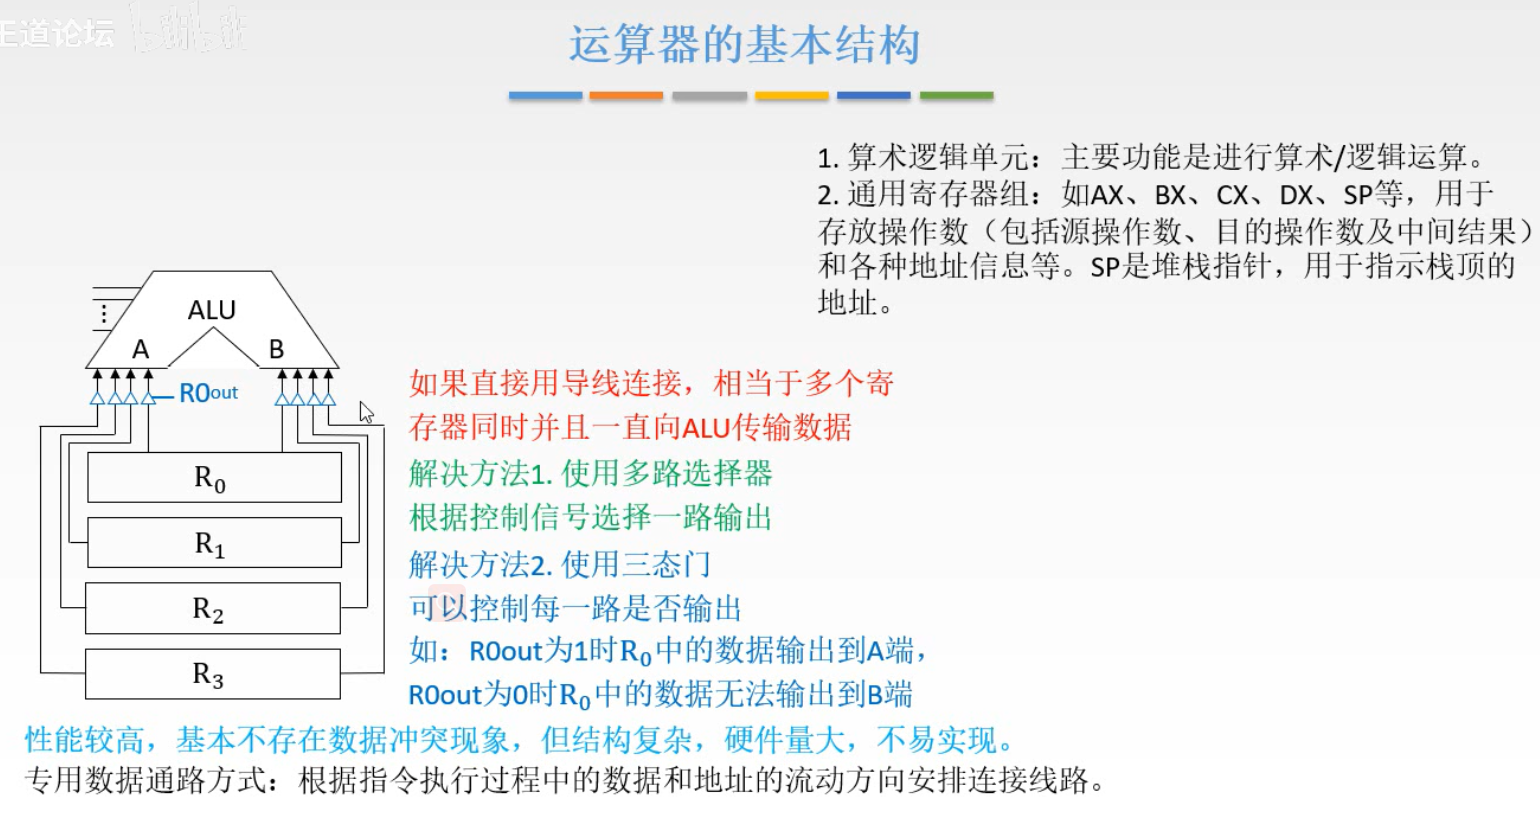 王道论坛 bilibili
运算器的基本结构
1. 算术逻辑单元：主要功能是进行算术/逻辑运算。
2. 通用寄存器组：如AX、BX、CX、DX、SP等，用于
存放操作数（包括源操作数、目的操作数及中间结果）
和各种地址信息等。SP是堆栈指针，用于指示栈顶的
地址。
ALU
A
B
R0out
R0
R1
R2
R3
如果直接用导线连接，相当于多个寄
存器同时并且一直向ALU传输数据
解决方法1. 使用多路选择器
根据控制信号选择一路输出
解决方法2. 使用三态门
可以控制每一路是否输出
如：R0out为1时R0中的数据输出到A端，
R0out为0时R0中的数据无法输出到B端
性能较高，基本不存在数据冲突现象，但结构复杂，硬件量大，不易实现。
专用数据通路方式：根据指令执行过程中的数据和地址的流动方向安排连接线路。